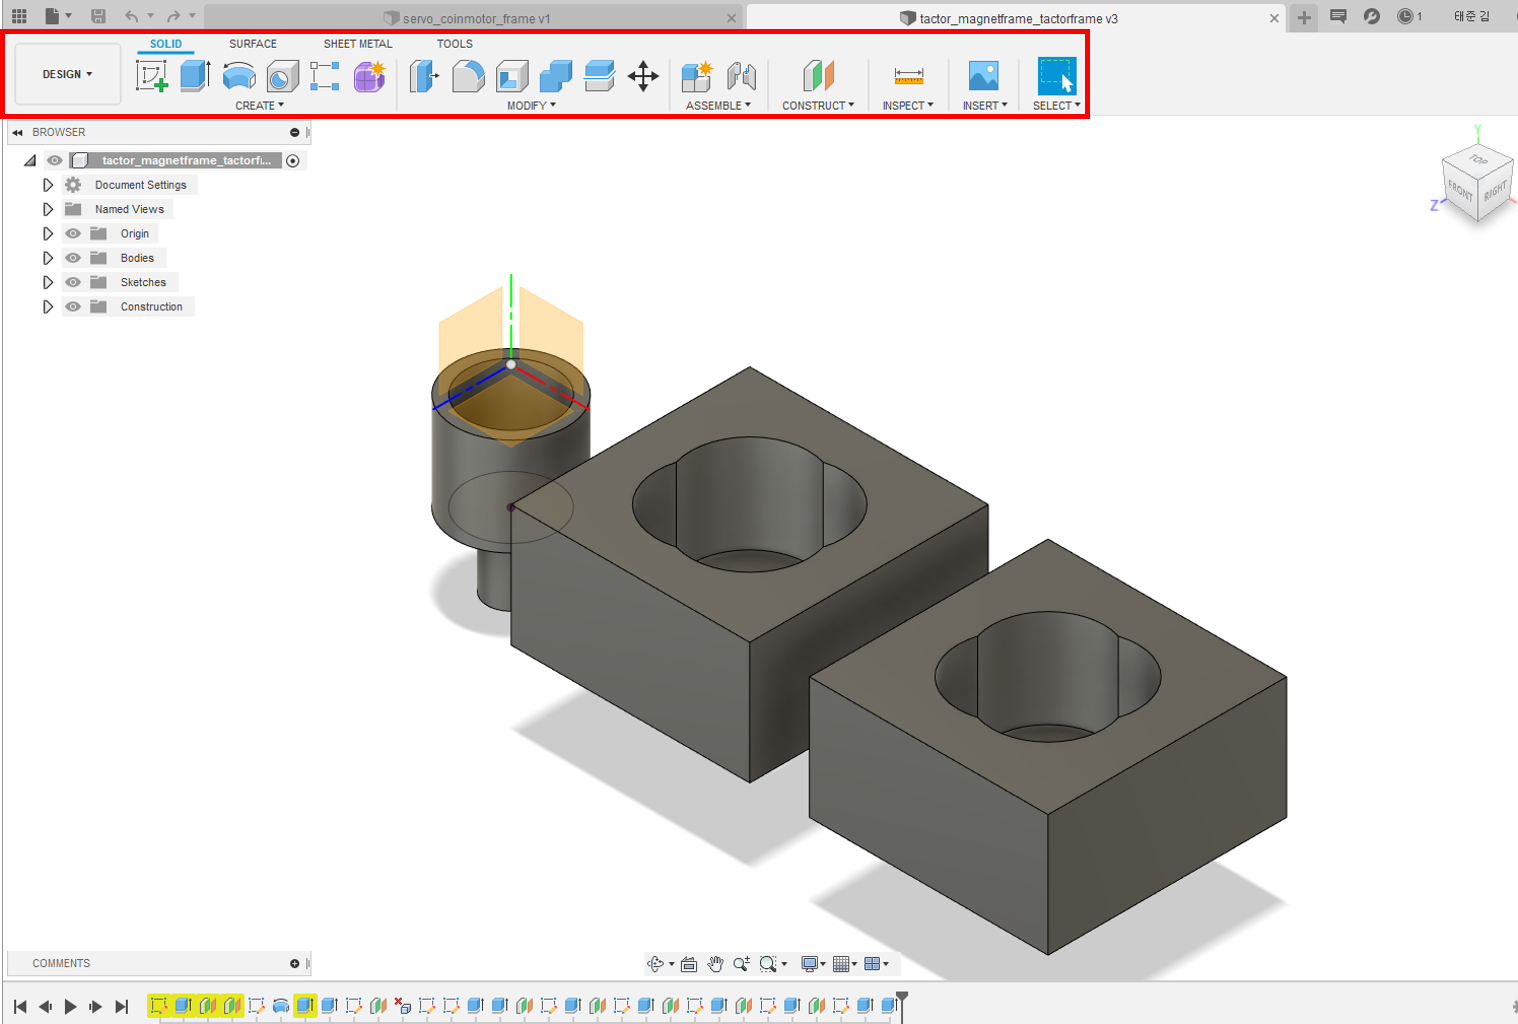 servo_coinmotor_frame v1
tactor_magnetframe_tactorframe v3
1
태준 김
DESIGN
SOLID
SURFACE
SHEET METAL
TOOLS
CREATE
MODIFY
ASSEMBLE
CONSTRUCT
INSPECT
INSERT
SELECT
BROWSER
tactor_magnetframe_tactorfi...
Document Settings
Named Views
Origin
Bodies
Sketches
Construction
Y
TOP
FRONT
RIGHT
Z
COMMENTS